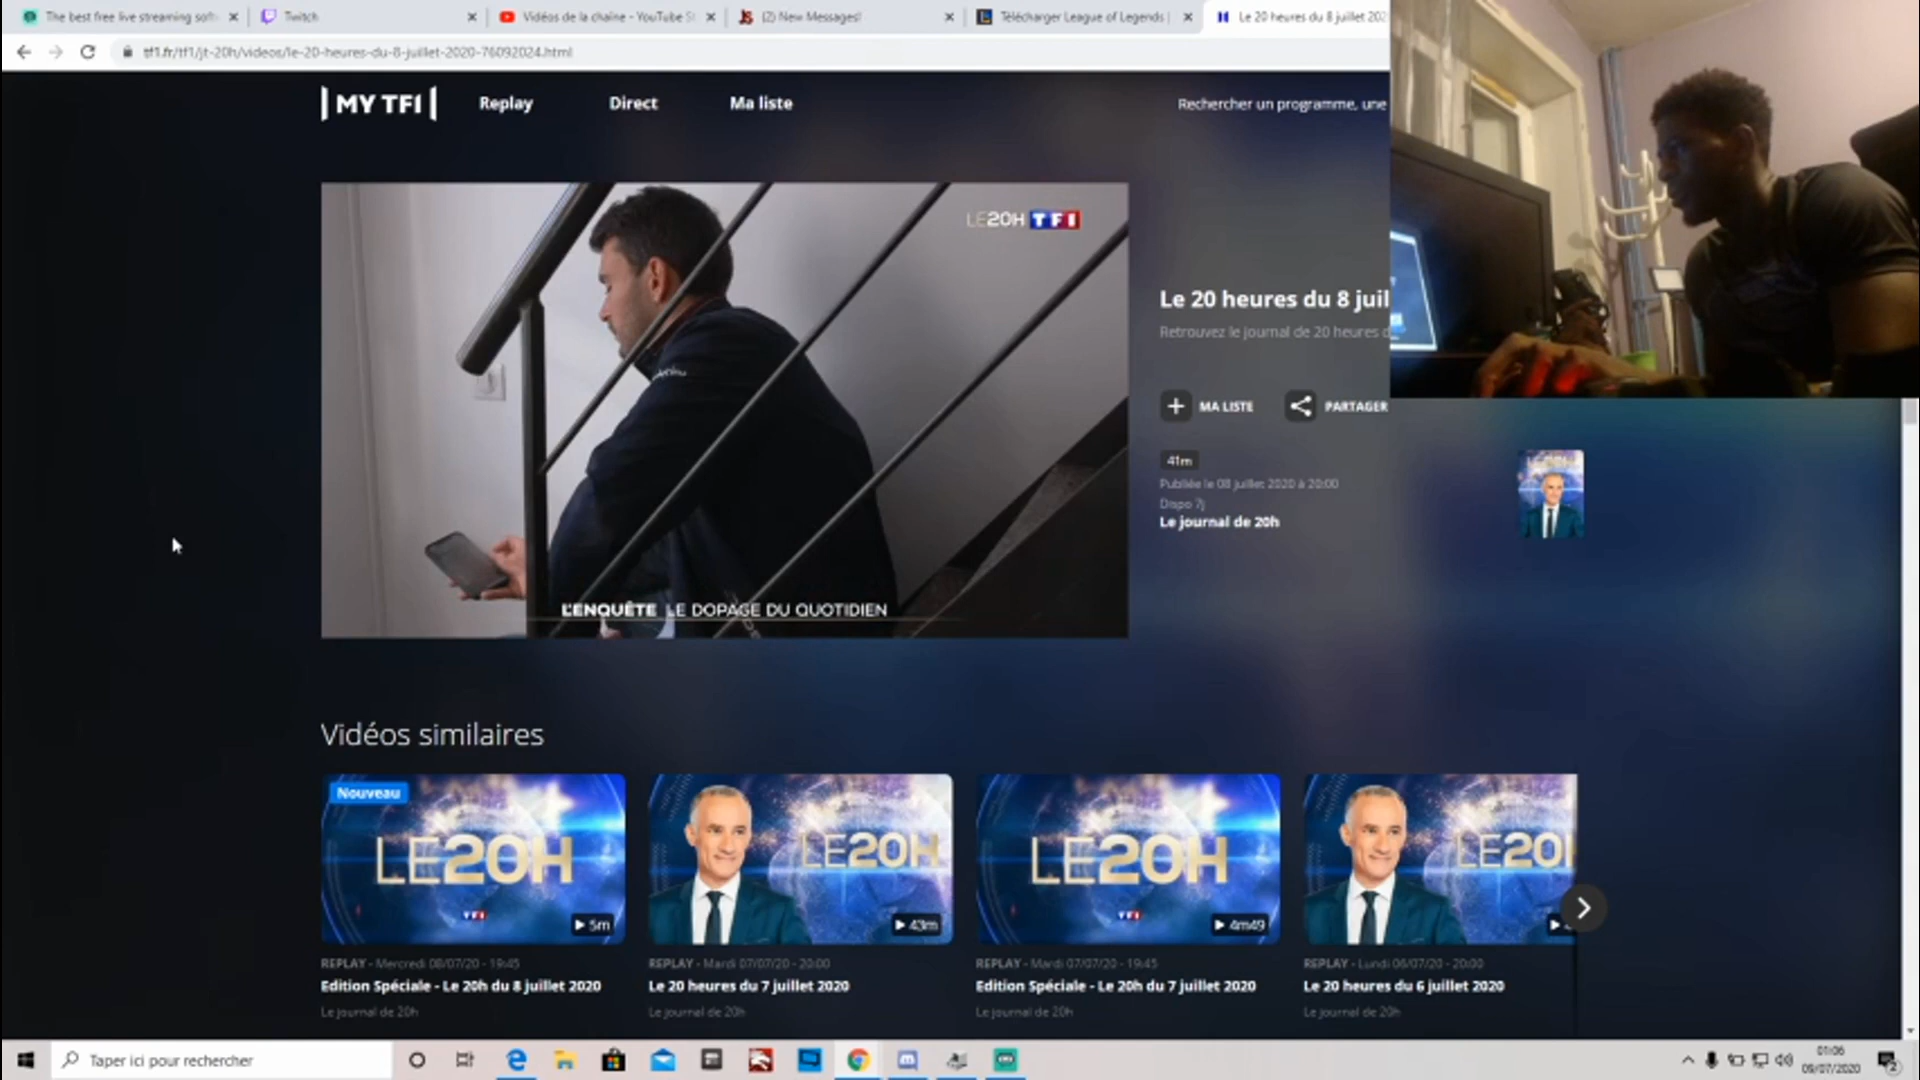 The best free live streaming soft
Twitch
Vidéos de la chaîne - YouTube St
(2) New Messages!
Télécharger League of Legends |
Le 20 heures du 8 juillet 202
tf1.fr/tf1/jt-20h/videos/le-20-heures-du-8-juillet-2020-76092024.html
MY TF1
Replay
Direct
Ma liste
Rechercher un programme, une
LE20H TF1
L'ENQUÊTE LE DOPAGE DU QUOTIDIEN
Le 20 heures du 8 juil
Retrouvez le journal de 20 heures
MA LISTE
PARTAGER
41m
Publiée le 08 juillet 2020 à 20:00
Dispo 7j
Le journal de 20h
Vidéos similaires
Nouveau
LE20H
TF1
5m
REPLAY - Mercredi 08/07/20 - 19:45
Edition Spéciale - Le 20h du 8 juillet 2020
Le journal de 20h
LE20H
43m
REPLAY - Mardi 07/07/20 - 20:00
Le 20 heures du 7 juillet 2020
Le journal de 20h
LE20H
TF1
4m49
REPLAY - Mardi 07/07/20 - 19:45
Edition Spéciale - Le 20h du 7 juillet 2020
Le journal de 20h
LE20
REPLAY - Lundi 06/07/20 - 20:00
Le 20 heures du 6 juillet 2020
Le journal de 20h
Taper ici pour rechercher
01:06
09/07/2020